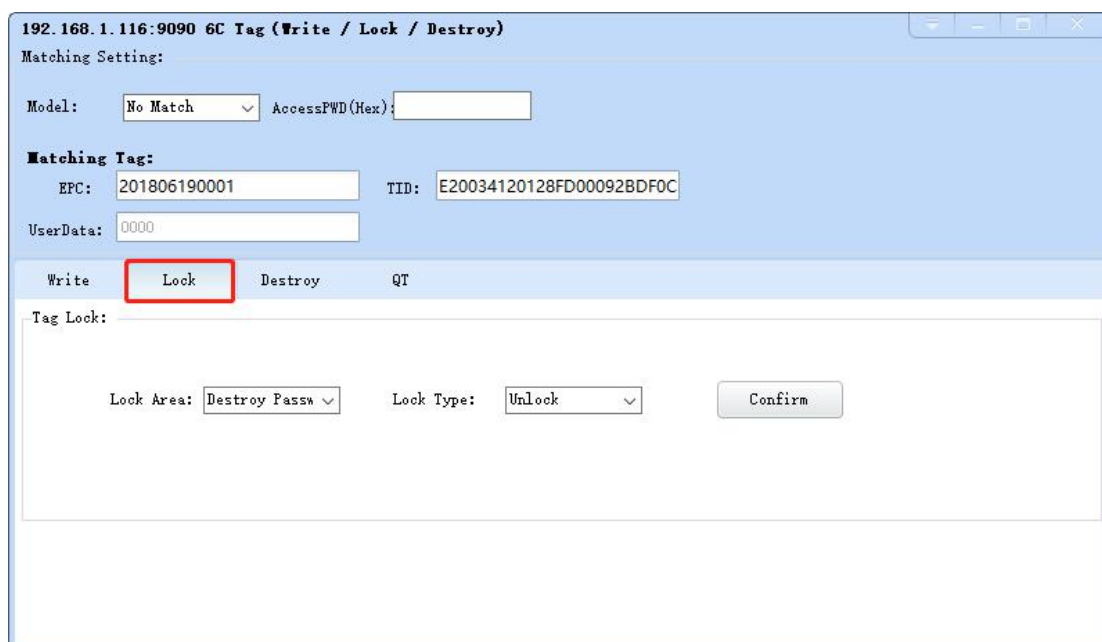 192.168.1.116:9090 6C Tag(Write / Lock / Destroy)
Matching Setting:
Model: No Match AccessPWD(Hex):
Matching Tag:
EPC: 201806190001 TID: E20034120128FD00092BDF0C
UserData: 0000
Write Lock Destroy QT
Tag Lock:
Lock Area: Destroy Passw Lock Type: Unlock Confirm